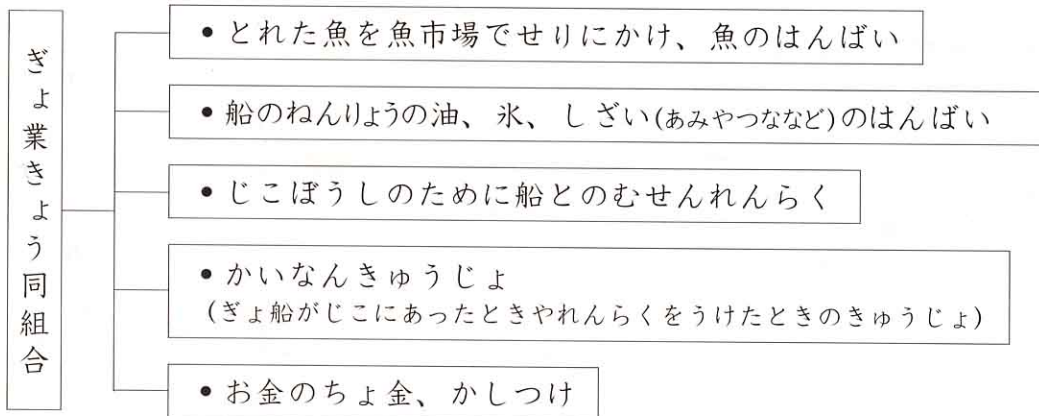 ぎょ業きょう同組合
•とれた魚を魚市場でせりにかけ、魚のはんばい
•船のねんりょうの油、氷、しざい(あみやつななど)のはんばい
•じこぼうしのために船とのむせんれんらく
•かいなんきゅうじょ
(ぎょ船がじこにあったときやれんらくをうけたときのきゅうじょ)
•お金のちょ金、かしつけ